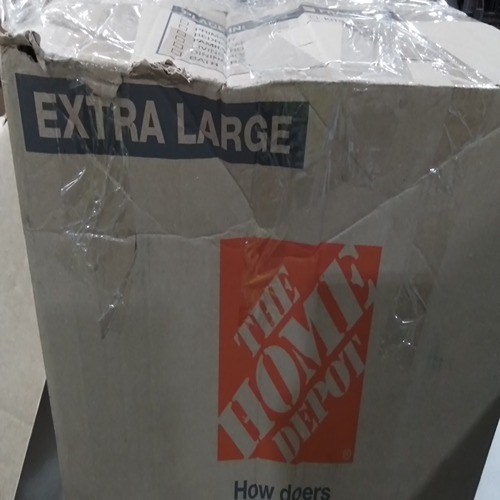 EXTRA LARGE
THE
HOME
DEPOT
How doers